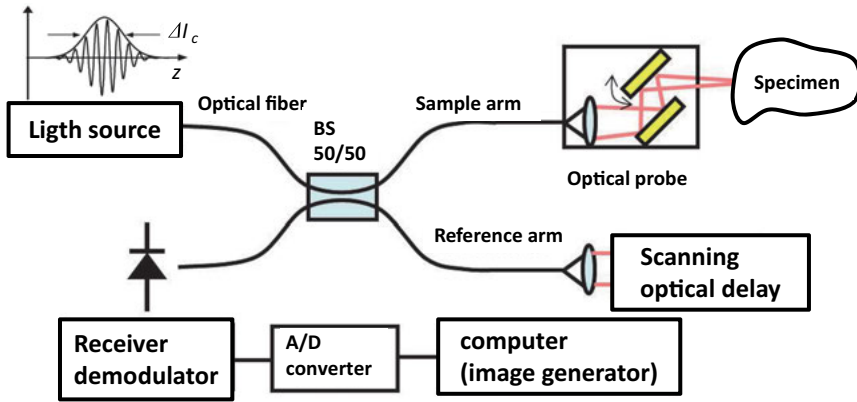 Δl_c
z
Ligth source
Optical fiber
BS
50/50
Sample arm
Optical probe
Specimen
Reference arm
Scanning
optical delay
Receiver
demodulator
A/D
converter
computer
(image generator)